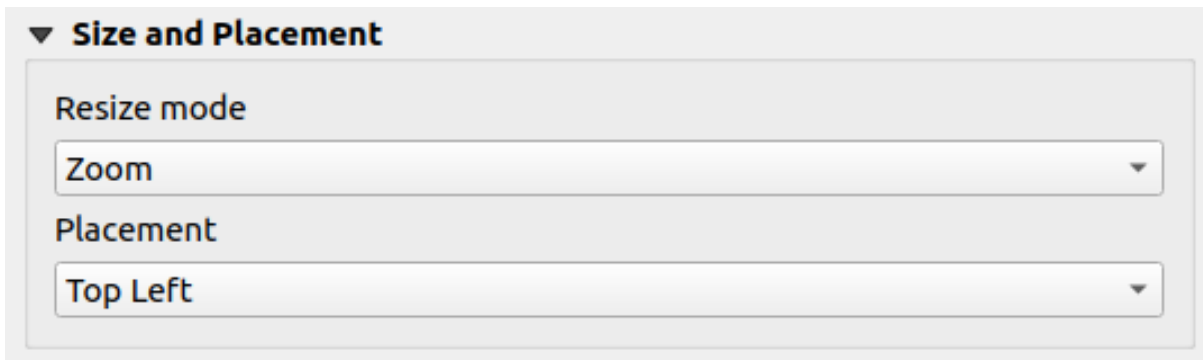 Size and Placement
Resize mode
Zoom
Placement
Top Left